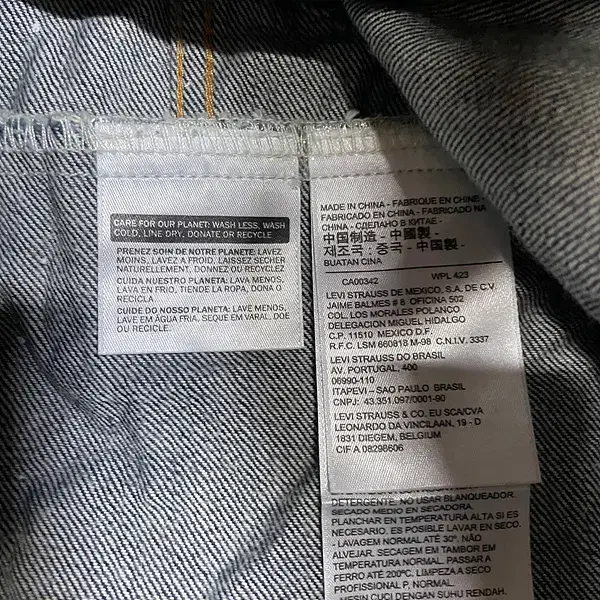 CARE FOR OUR PLANET: WASH LESS, WASH
COLD, LINE DRY, DONATE OR RECYCLE
PRENEZ SOIN DE NOTRE PLANETE: LAVEZ
MOINS, LAVEZ A FROID, LAISSEZ SECHER
NATURELLEMENT, DONNEZ OU RECYCLEZ
CUIDA NUESTRO PLANETA: LAVA MENOS,
LAVA EN FRIO, TIENDE LA ROPA, DONA O
RECICLA
CUIDE DO NOSSO PLANETA: LAVE MENOS,
LAVE EM ÁGUA FRIA, SEQUE EM VARAL, DOE
OU RECICLE.
MADE IN CHINA - FABRIQUE EN CHINE -
FABRICADO EN CHINA - FABRICADO NA
CHINA - СДЕЛАНО В КИТАЕ -
中国制造 - 中國製 -
제조국 : 중국 - 中国製 -
BUATAN CINA
CA00342 WPL 423
LEVI STRAUSS DE MEXICO, S.A. DE C.V.
JAIME BALMES # 8 OFICINA 502
COL. LOS MORALES POLANCO
DELEGACION MIGUEL HIDALGO
C.P. 11510 MEXICO D.F.
R.F.C. LSM 660818 M-98 C.N.I.V. 3337
LEVI STRAUSS DO BRASIL
AV. PORTUGAL, 400
06990-110
ITAPEVI – SAO PAULO BRASIL
CNPJ: 43.351.097/0001-90
LEVI STRAUSS & CO. EU SCA/CVA
LEONARDO DA VINCILAAN, 19 - D
1831 DIEGEM, BELGIUM
CIF A 08298606
DETERGENTE. NO USAR BLANQUEADOR.
SECADO MEDIO EN SECADORA.
PLANCHAR EN TEMPERATURA ALTA SI ES
NECESARIO. ES POSIBLE LAVAR EN SECO.
- LAVAGEM NORMAL ATÉ 30°. NÃO
ALVEJAR. SECAGEM EM TAMBOR EM
TEMPERATURA NORMAL. PASSAR A
FERRO ATÉ 200°C. LIMPEZA A SECO
PROFISSIONAL P, NORMAL.
- MESIN CUCI DENGAN SUHU RENDAH.